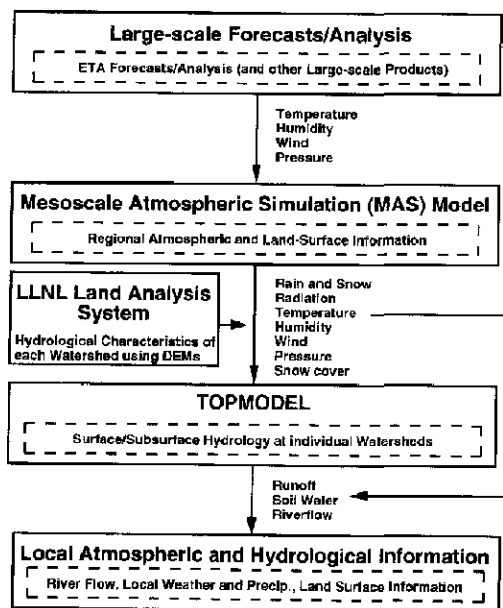 Large-scale Forecasts/Analysis
ETA Forecasts/Analysis (and other Large-scale Products)
Temperature
Humidity
Wind
Pressure
Mesoscale Atmospheric Simulation (MAS) Model
Regional Atmospheric and Land-Surface Information
LLNL Land Analysis
System
Hydrological Characteristics of
each Watershed using DEMs
Rain and Snow
Radiation
Temperature
Humidity
Wind
Pressure
Snow cover
TOPMODEL
Surface/Subsurface Hydrology at individual Watersheds
Runoff
Soil Water
Riverflow
Local Atmospheric and Hydrological Information
River Flow, Local Weather and Precip., Land Surface Information